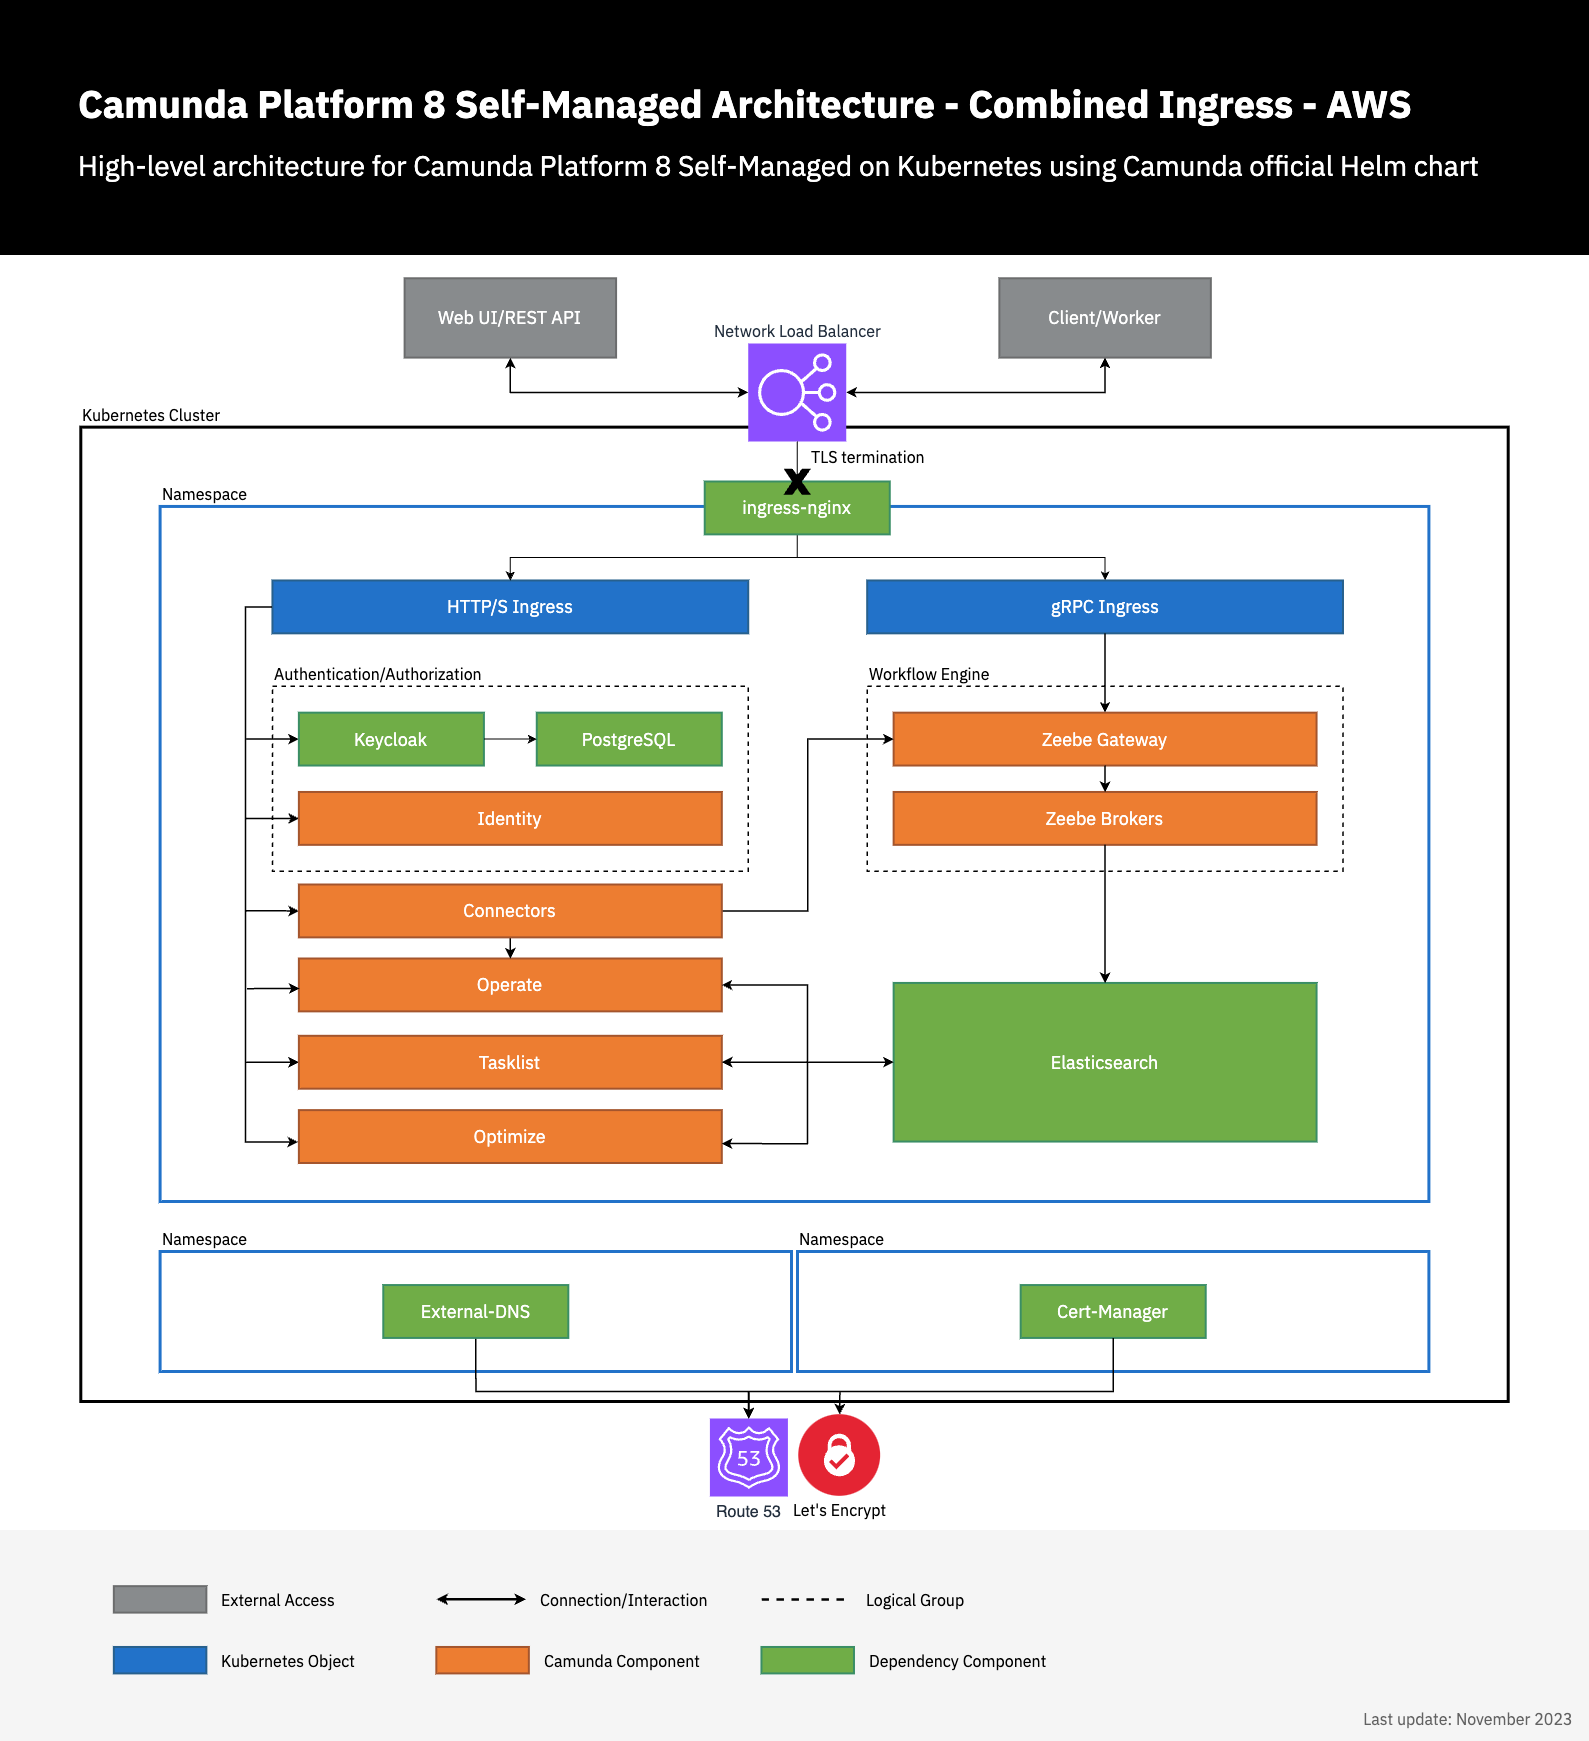 Camunda Platform 8 Self-Managed Architecture - Combined Ingress - AWS
High-level architecture for Camunda Platform 8 Self-Managed on Kubernetes using Camunda official Helm chart
Web UI/REST API
Client/Worker
Network Load Balancer
Kubernetes Cluster
TLS termination
Namespace
ingress-nginx
HTTP/S Ingress
gRPC Ingress
Authentication/Authorization
Workflow Engine
Keycloak
PostgreSQL
Zeebe Gateway
Identity
Zeebe Brokers
Connectors
Operate
Tasklist
Elasticsearch
Optimize
Namespace
Namespace
External-DNS
Cert-Manager
53
Route 53
Let's Encrypt
External Access
Connection/Interaction
Logical Group
Kubernetes Object
Camunda Component
Dependency Component
Last update: November 2023